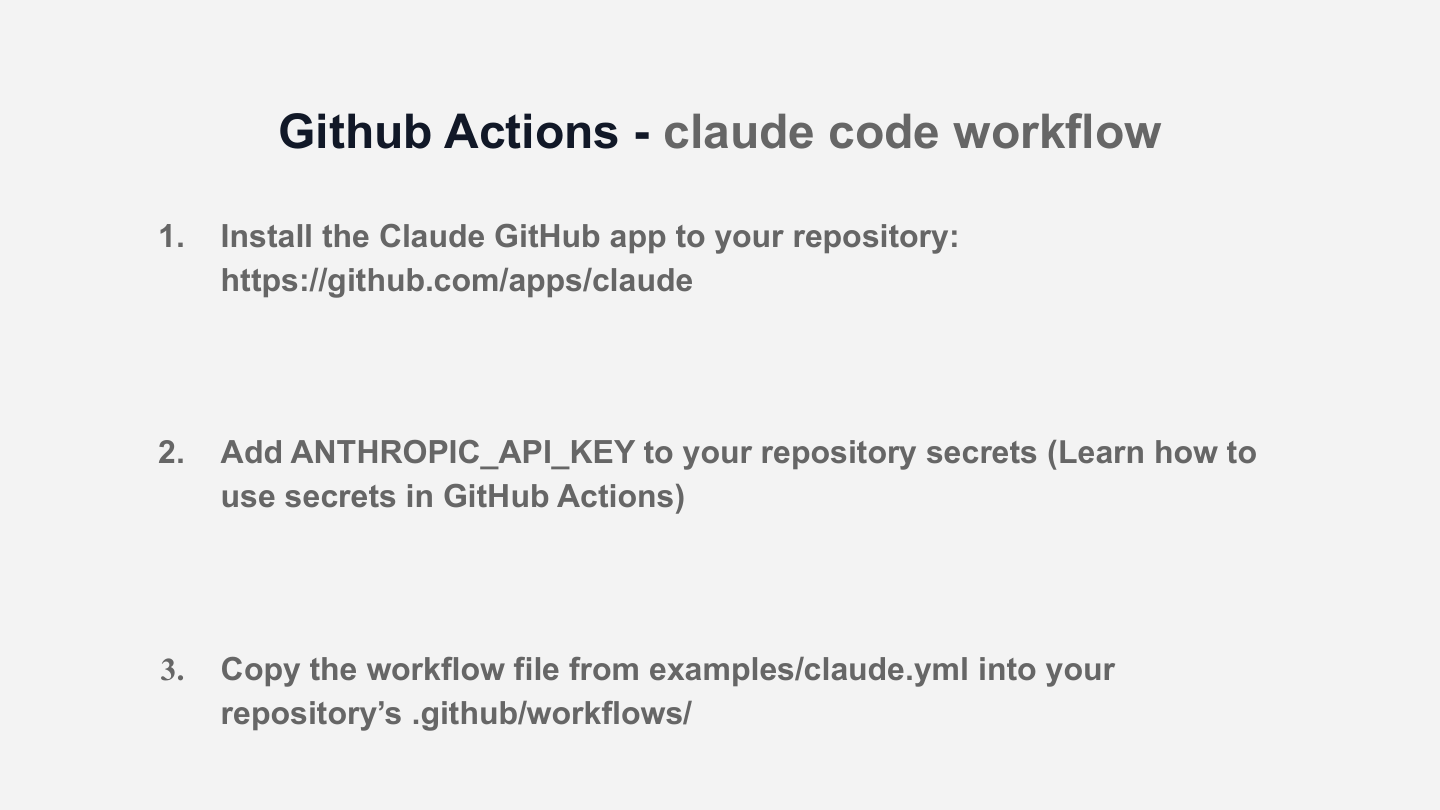 Github Actions - claude code workflow
1. Install the Claude GitHub app to your repository:
https://github.com/apps/claude
2. Add ANTHROPIC_API_KEY to your repository secrets (Learn how to
use secrets in GitHub Actions)
3. Copy the workflow file from examples/claude.yml into your
repository’s .github/workflows/